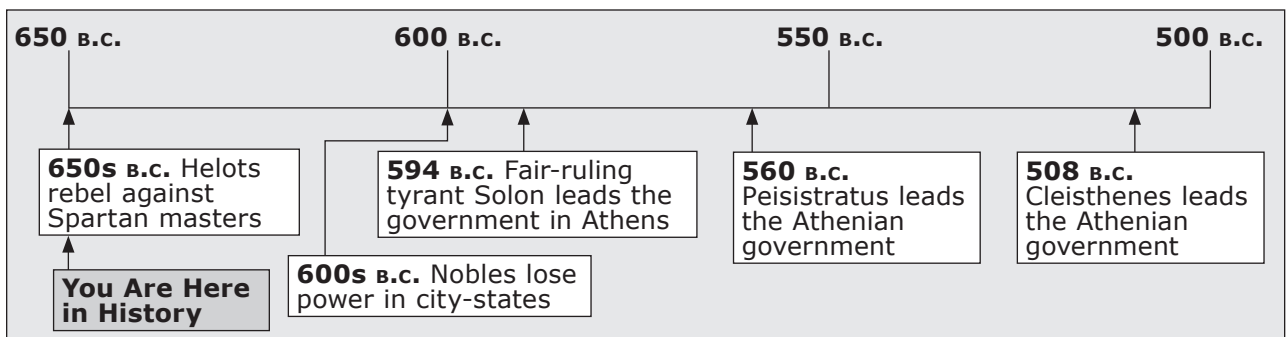 650 B.C.
600 B.C.
550 B.C.
500 B.C.
650s B.C. Helots
rebel against
Spartan masters
You Are Here
in History
600s B.C. Nobles lose
power in city-states
594 B.C. Fair-ruling
tyrant Solon leads the
government in Athens
560 B.C.
Peisistratus leads
the Athenian
government
508 B.C.
Cleisthenes leads
the Athenian
government